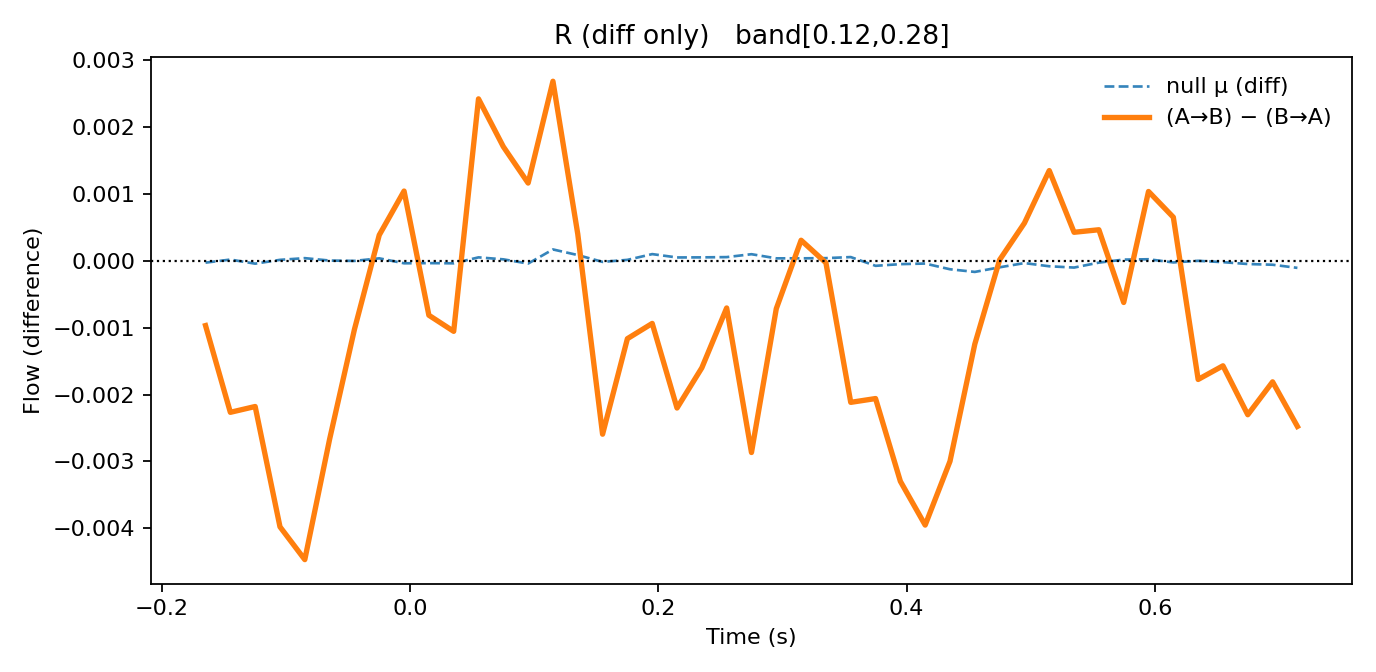 R (diff only)   band[0.12,0.28]
0.003
0.002
0.001
0.000
−0.001
−0.002
−0.003
−0.004
Flow (difference)
null μ (diff)
(A→B) − (B→A)
−0.2
0.0
0.2
0.4
0.6
Time (s)